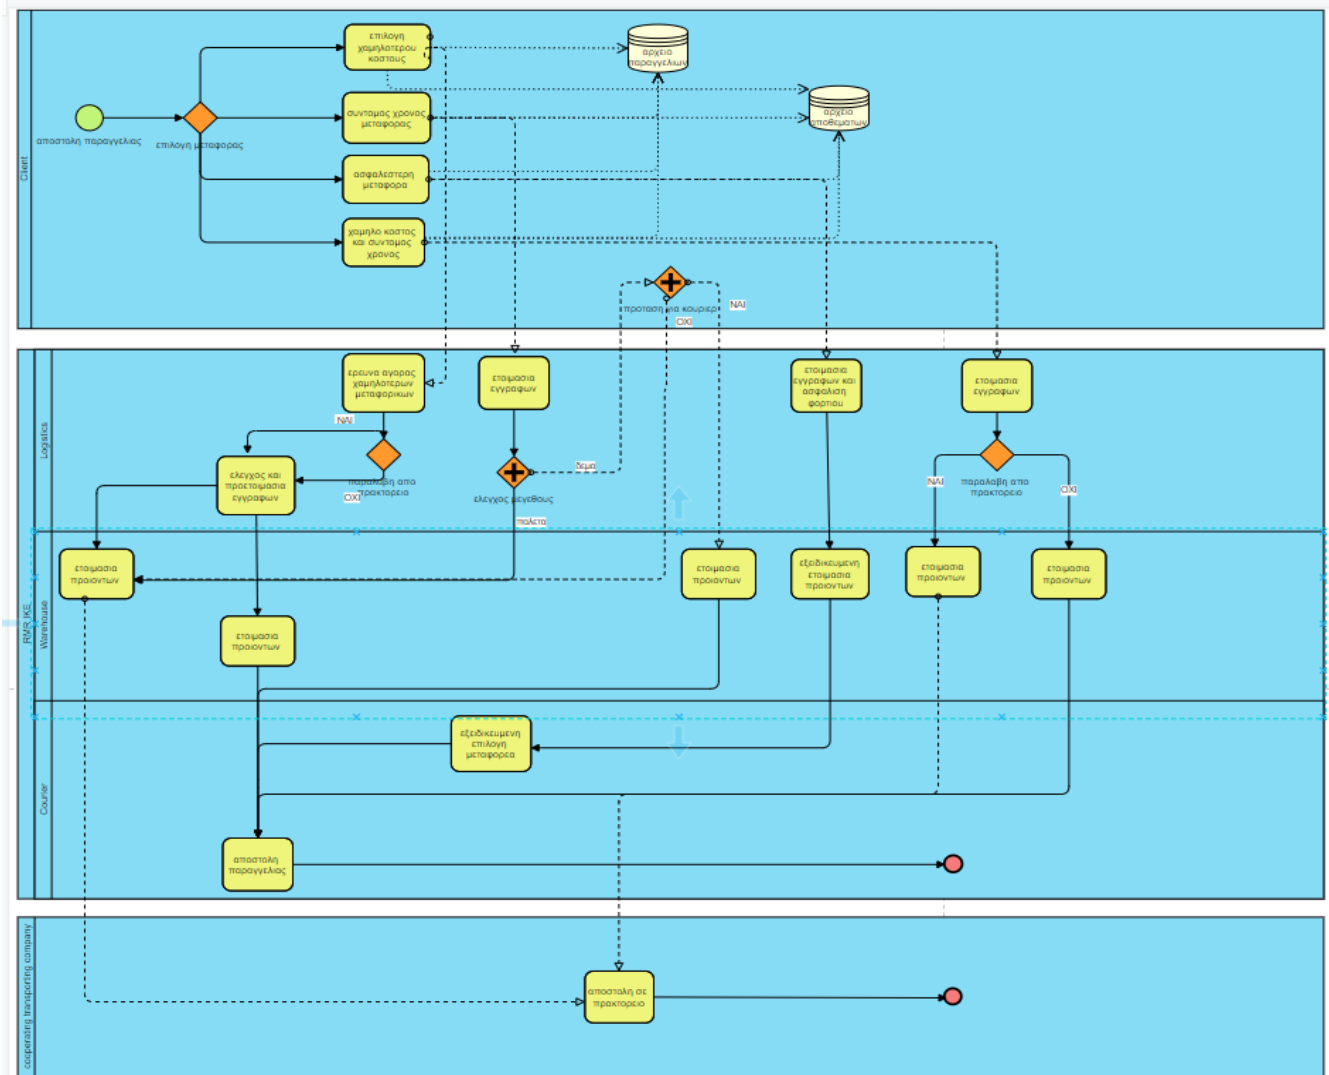 Client
επιλογη
χαμηλοτερου
κοστους
αρχειο
παραγγελιων
αρχειο
αποθεματων
συντομος χρονος
μεταφορας
αποστολη παραγγελιας
επιλογη μεταφορας
ασφαλεστερη
μεταφορα
χαμηλο κοστος
και συντομος
χρονος
προταση για κουριερ
ΝΑΙ
ΟΧΙ
RMR IKE
Logistics
ερευνα αγορας
χαμηλοτερων
μεταφορικων
ετοιμασια
εγγραφων
ετοιμασια
εγγραφων και
ασφαλιση
φορτιου
ετοιμασια
εγγραφων
ΝΑΙ
ελεγχος και
προετοιμασια
εγγραφων
παραλαβη απο
πρακτορειο
ΟΧΙ
δεμα
ελεγχος μεγεθους
παλετα
παραλαβη απο
πρακτορειο
ΝΑΙ
ΟΧΙ
Warehouse
ετοιμασια
προιοντων
ετοιμασια
προιοντων
εξειδικευμενη
ετοιμασια
προιοντων
ετοιμασια
προιοντων
ετοιμασια
προιοντων
ετοιμασια
προιοντων
Courier
εξειδικευμενη
επιλογη
μεταφορεα
αποστολη
παραγγελιας
cooperating transporting company
αποστολη σε
πρακτορειο